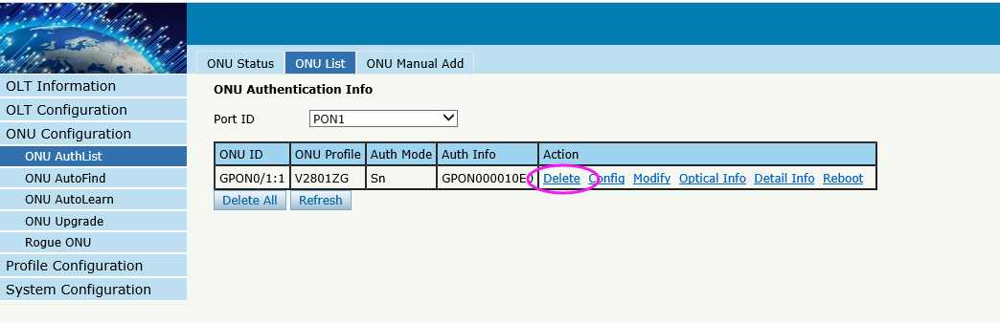 ONU Status ONU List ONU Manual Add
OLT Information
OLT Configuration
ONU Configuration
ONU AuthList
ONU AutoFind
ONU AutoLearn
ONU Upgrade
Rogue ONU
Profile Configuration
System Configuration
ONU Authentication Info
Port ID PON1
ONU ID ONU Profile Auth Mode Auth Info Action
GPON0/1:1 V2801ZG Sn GPON000010E0 Delete Config Modify Optical Info Detail Info Reboot
Delete All Refresh